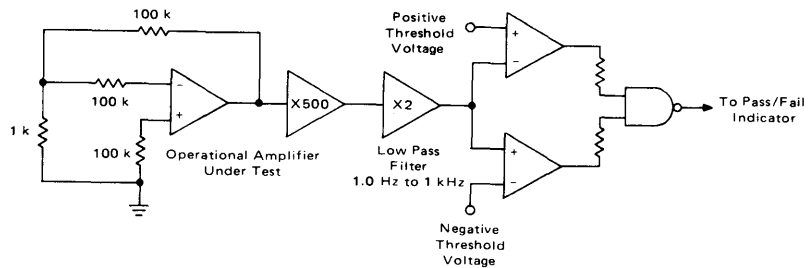 100 k
Positive
Threshold
Voltage
+
−
100 k
−
+
X500
X2
To Pass/Fail
Indicator
1 k
100 k
Operational Amplifier
Under Test
Low Pass
Filter
1.0 Hz to 1 kHz
+
−
Negative
Threshold
Voltage